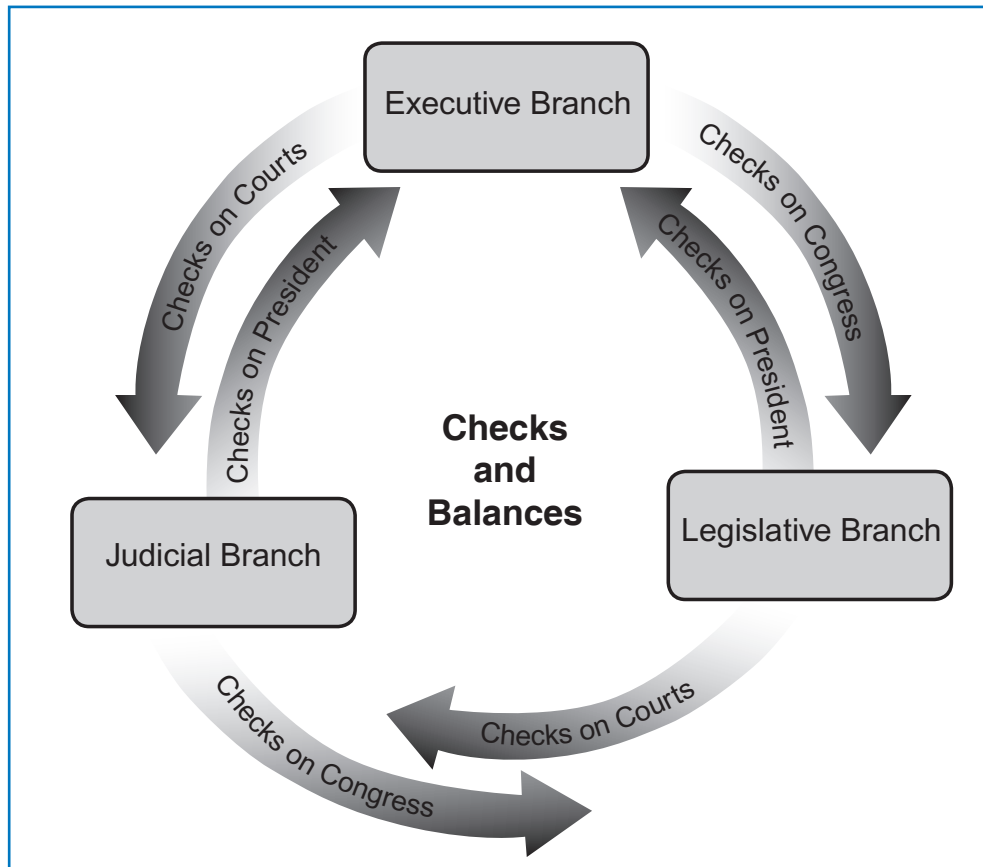 Executive Branch
Checks on Courts
Checks on President
Checks on President
Checks on Congress
Checks
and
Balances
Judicial Branch
Legislative Branch
Checks on Courts
Checks on Congress